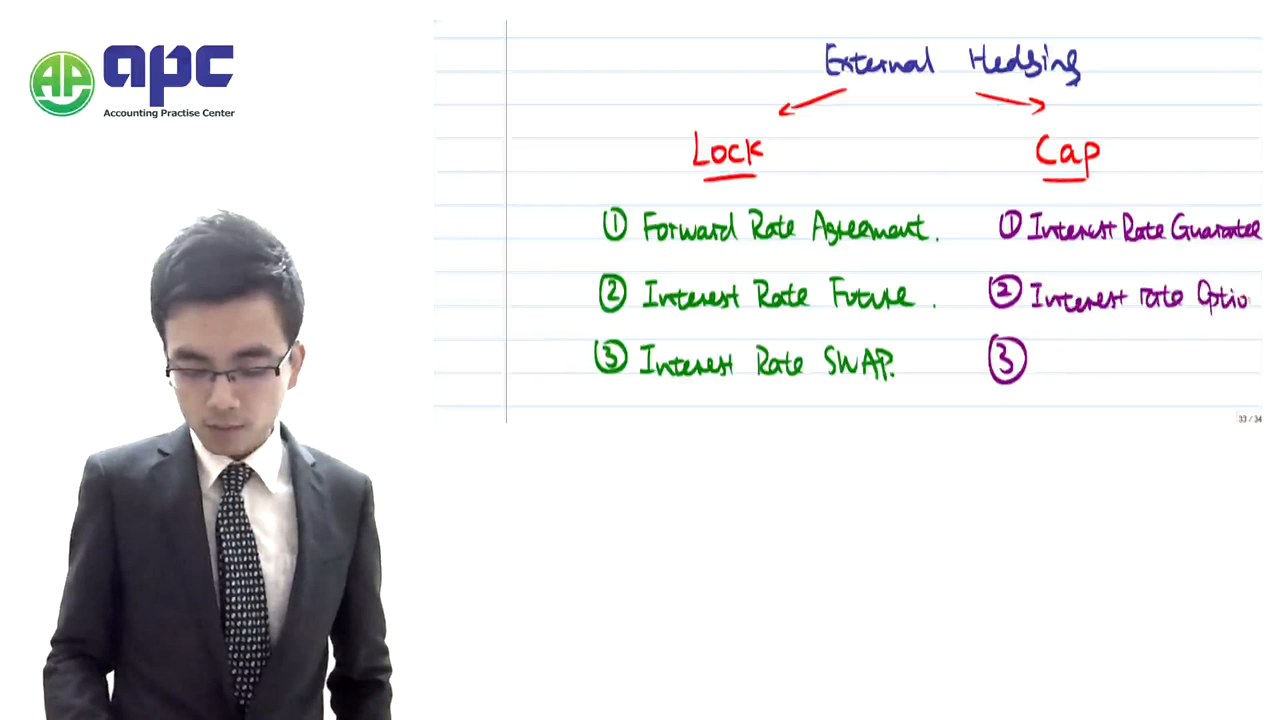 AP
apc
Accounting Practise Center
External Hedging
Lock
Cap
① Forward Rate Agreement.
① Interest Rate Guarantee
② Interest Rate Future.
② Interest rate Optio
③ Interest Rate SWAP.
③
33 / 34